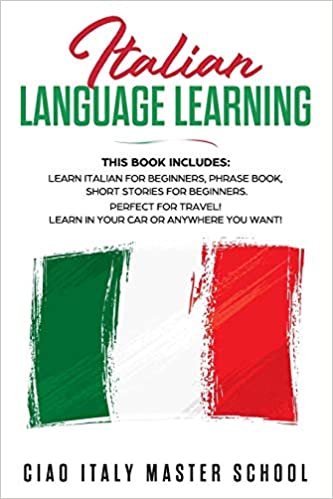 Italian
LANGUAGE LEARNING
THIS BOOK INCLUDES:
LEARN ITALIAN FOR BEGINNERS, PHRASE BOOK,
SHORT STORIES FOR BEGINNERS.
PERFECT FOR TRAVEL!
LEARN IN YOUR CAR OR ANYWHERE YOU WANT!
CIAO ITALY MASTER SCHOOL